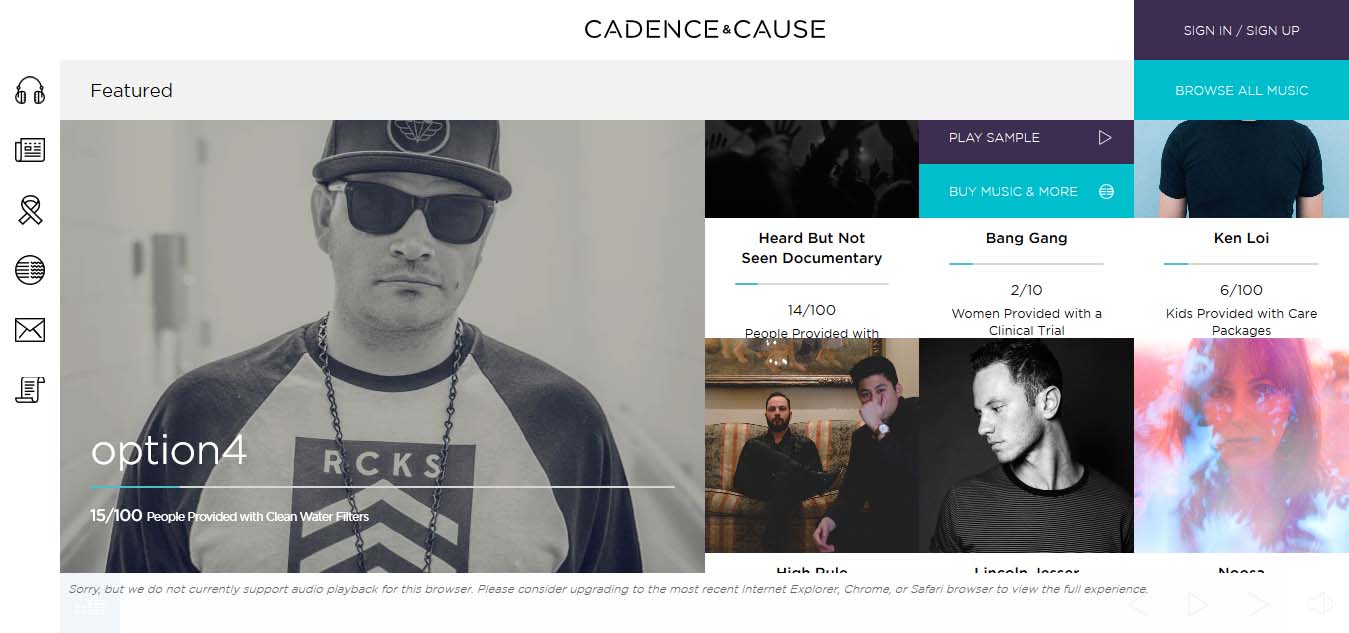 CADENCE & CAUSE
SIGN IN / SIGN UP
Featured
BROWSE ALL MUSIC
PLAY SAMPLE
BUY MUSIC & MORE
Heard But Not
Seen Documentary
14/100
People Provided with
Bang Gang
2/10
Women Provided with a
Clinical Trial
Ken Loi
6/100
Kids Provided with Care
Packages
RCKS
option4
15/100 People Provided with Clean Water Filters
High Rule
Lincoln Jesser
Noosa
Sorry, but we do not currently support audio playback for this browser. Please consider upgrading to the most recent Internet Explorer, Chrome, or Safari browser to view the full experience.